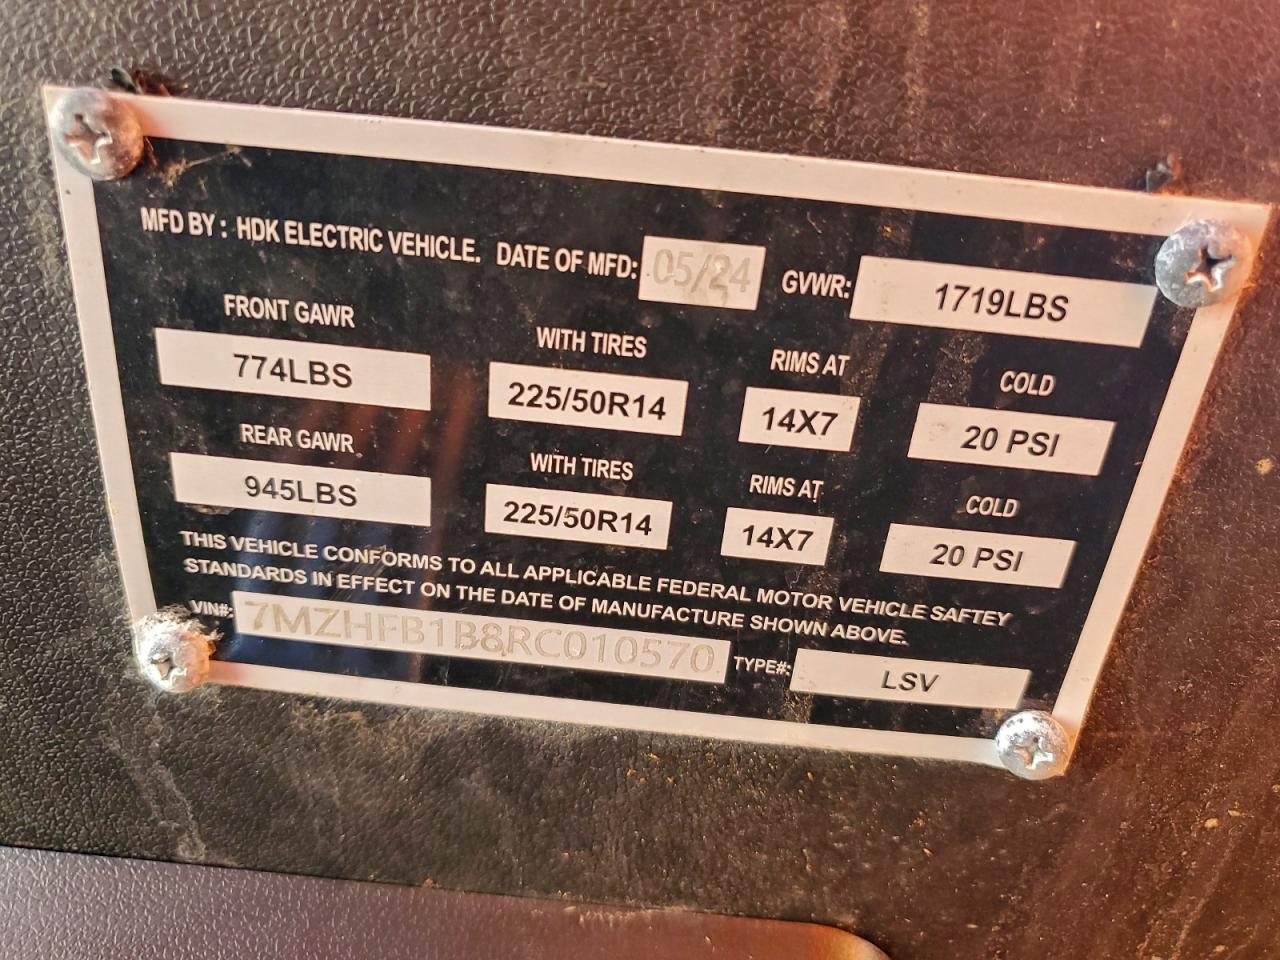 MFD BY : HDK ELECTRIC VEHICLE. DATE OF MFD: 05/24 GVWR: 1719LBS
FRONT GAWR WITH TIRES RIMS AT COLD
774LBS 225/50R14 14X7 20 PSI
REAR GAWR WITH TIRES RIMS AT COLD
945LBS 225/50R14 14X7 20 PSI
THIS VEHICLE CONFORMS TO ALL APPLICABLE FEDERAL MOTOR VEHICLE SAFTEY
STANDARDS IN EFFECT ON THE DATE OF MANUFACTURE SHOWN ABOVE.
VIN#: 7MZHFB1B8RC010570 TYPE#: LSV